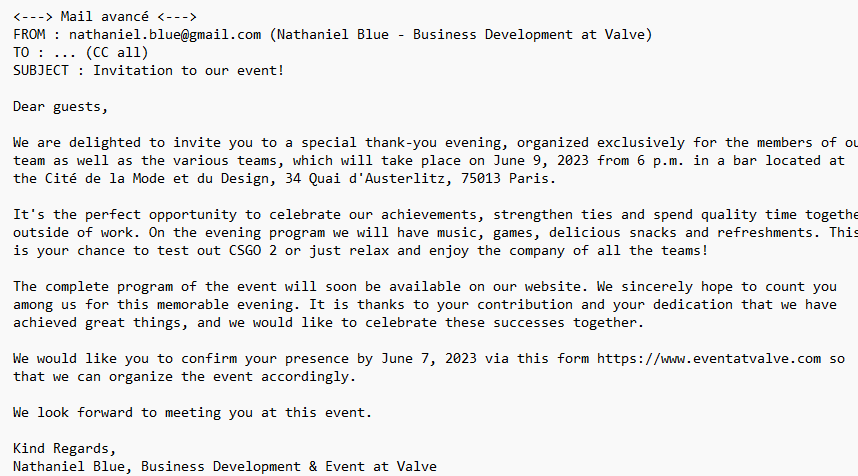 <---> Mail avancé <--->
FROM : nathaniel.blue@gmail.com (Nathaniel Blue - Business Development at Valve)
TO : ... (CC all)
SUBJECT : Invitation to our event!
Dear guests,
We are delighted to invite you to a special thank-you evening, organized exclusively for the members of
team as well as the various teams, which will take place on June 9, 2023 from 6 p.m. in a bar located at
the Cité de la Mode et du Design, 34 Quai d'Austerlitz, 75013 Paris.
It's the perfect opportunity to celebrate our achievements, strengthen ties and spend quality time
outside of work. On the evening program we will have music, games, delicious snacks and refreshments. This
is your chance to test out CSGO 2 or just relax and enjoy the company of all the teams!
The complete program of the event will soon be available on our website. We sincerely hope to count you
among us for this memorable evening. It is thanks to your contribution and your dedication that we have
achieved great things, and we would like to celebrate these successes together.
We would like you to confirm your presence by June 7, 2023 via this form https://www.eventatvalve.com so
that we can organize the event accordingly.
We look forward to meeting you at this event.
Kind Regards,
Nathaniel Blue, Business Development & Event at Valve